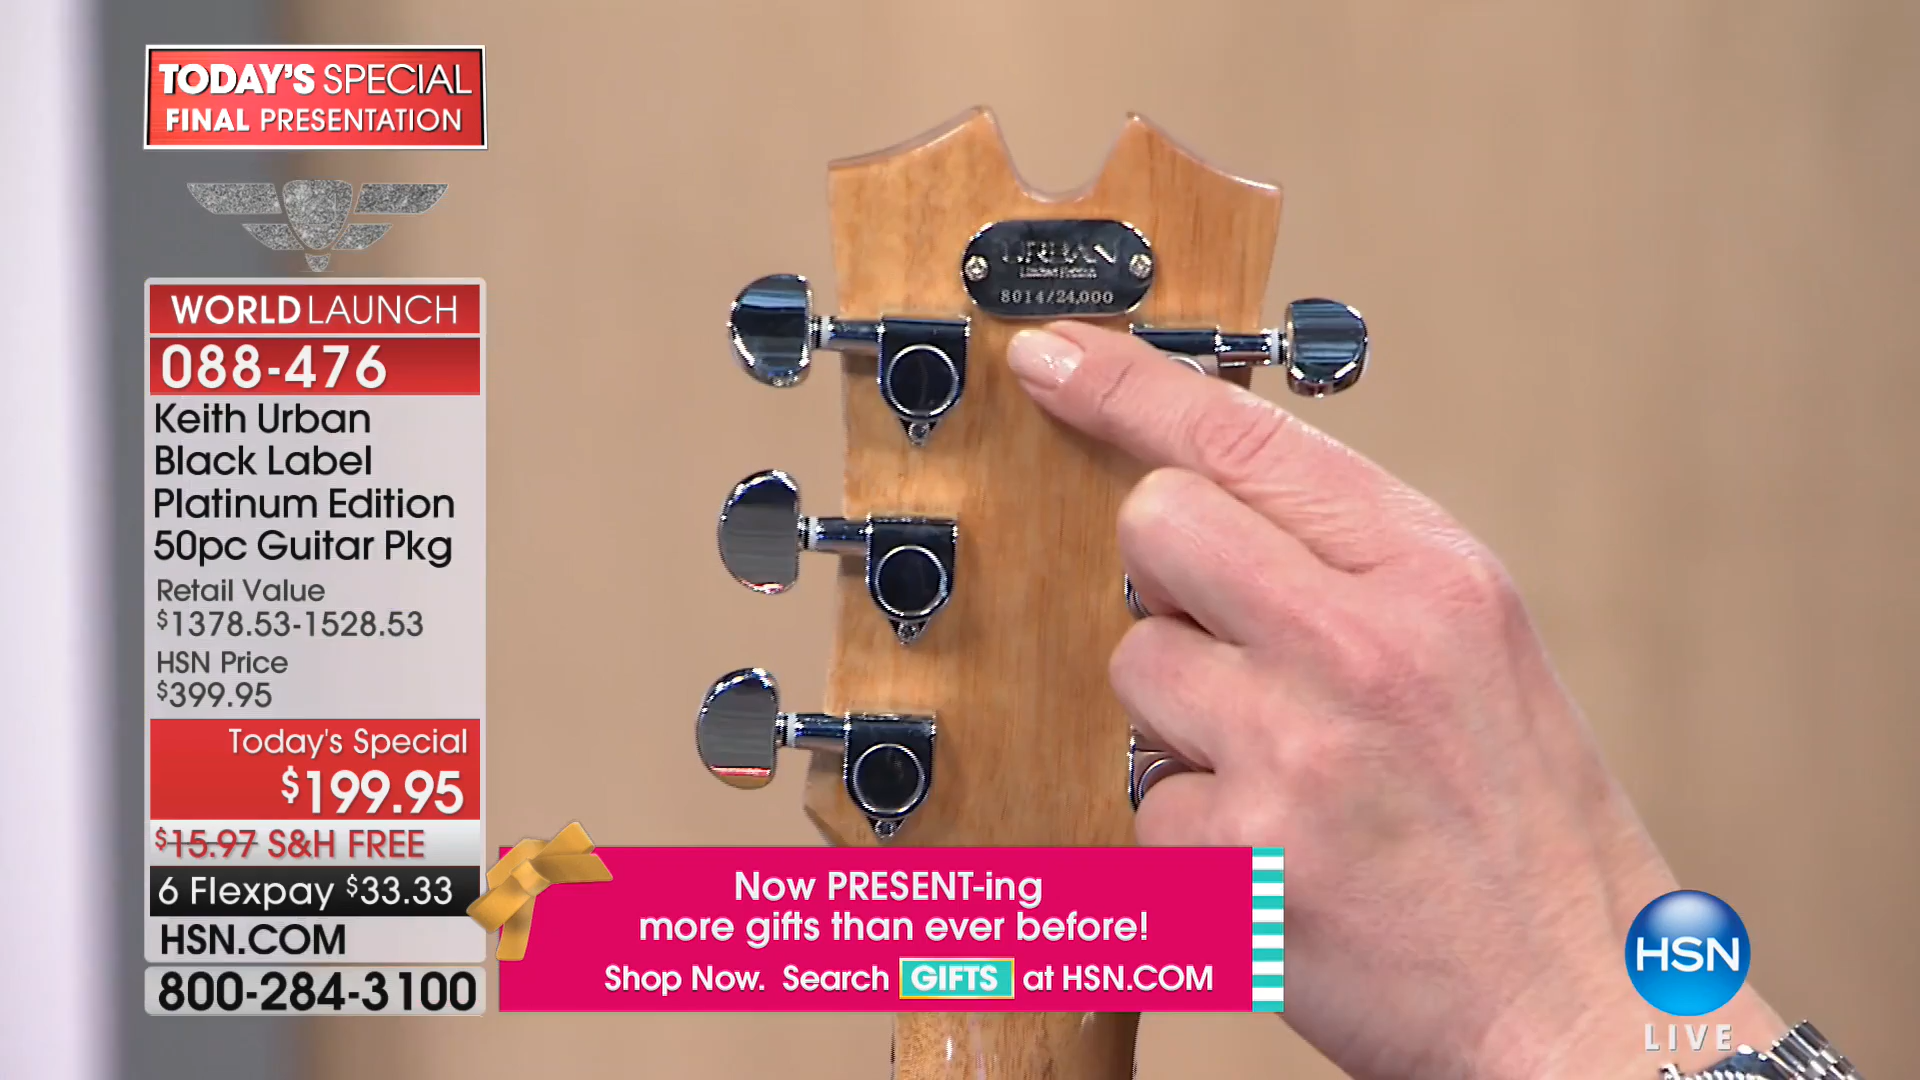 TODAY'S SPECIAL
FINAL PRESENTATION
WORLD LAUNCH
088-476
Keith Urban
Black Label
Platinum Edition
50pc Guitar Pkg
Retail Value
$1378.53-1528.53
HSN Price
$399.95
Today's Special
$199.95
$15.97 S&H FREE
6 Flexpay $33.33
HSN.COM
800-284-3100
URBAN
8014/24,000
Now PRESENT-ing
more gifts than ever before!
Shop Now. Search GIFTS at HSN.COM
HSN
LIVE